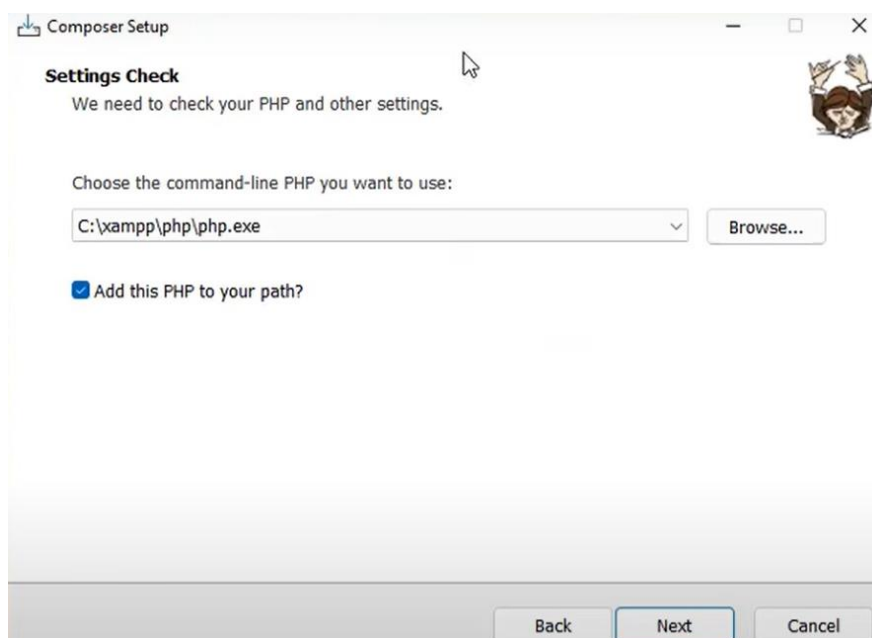 Composer Setup
Settings Check
We need to check your PHP and other settings.
Choose the command-line PHP you want to use:
C:\xampp\php\php.exe
Browse...
Add this PHP to your path?
Back
Next
Cancel